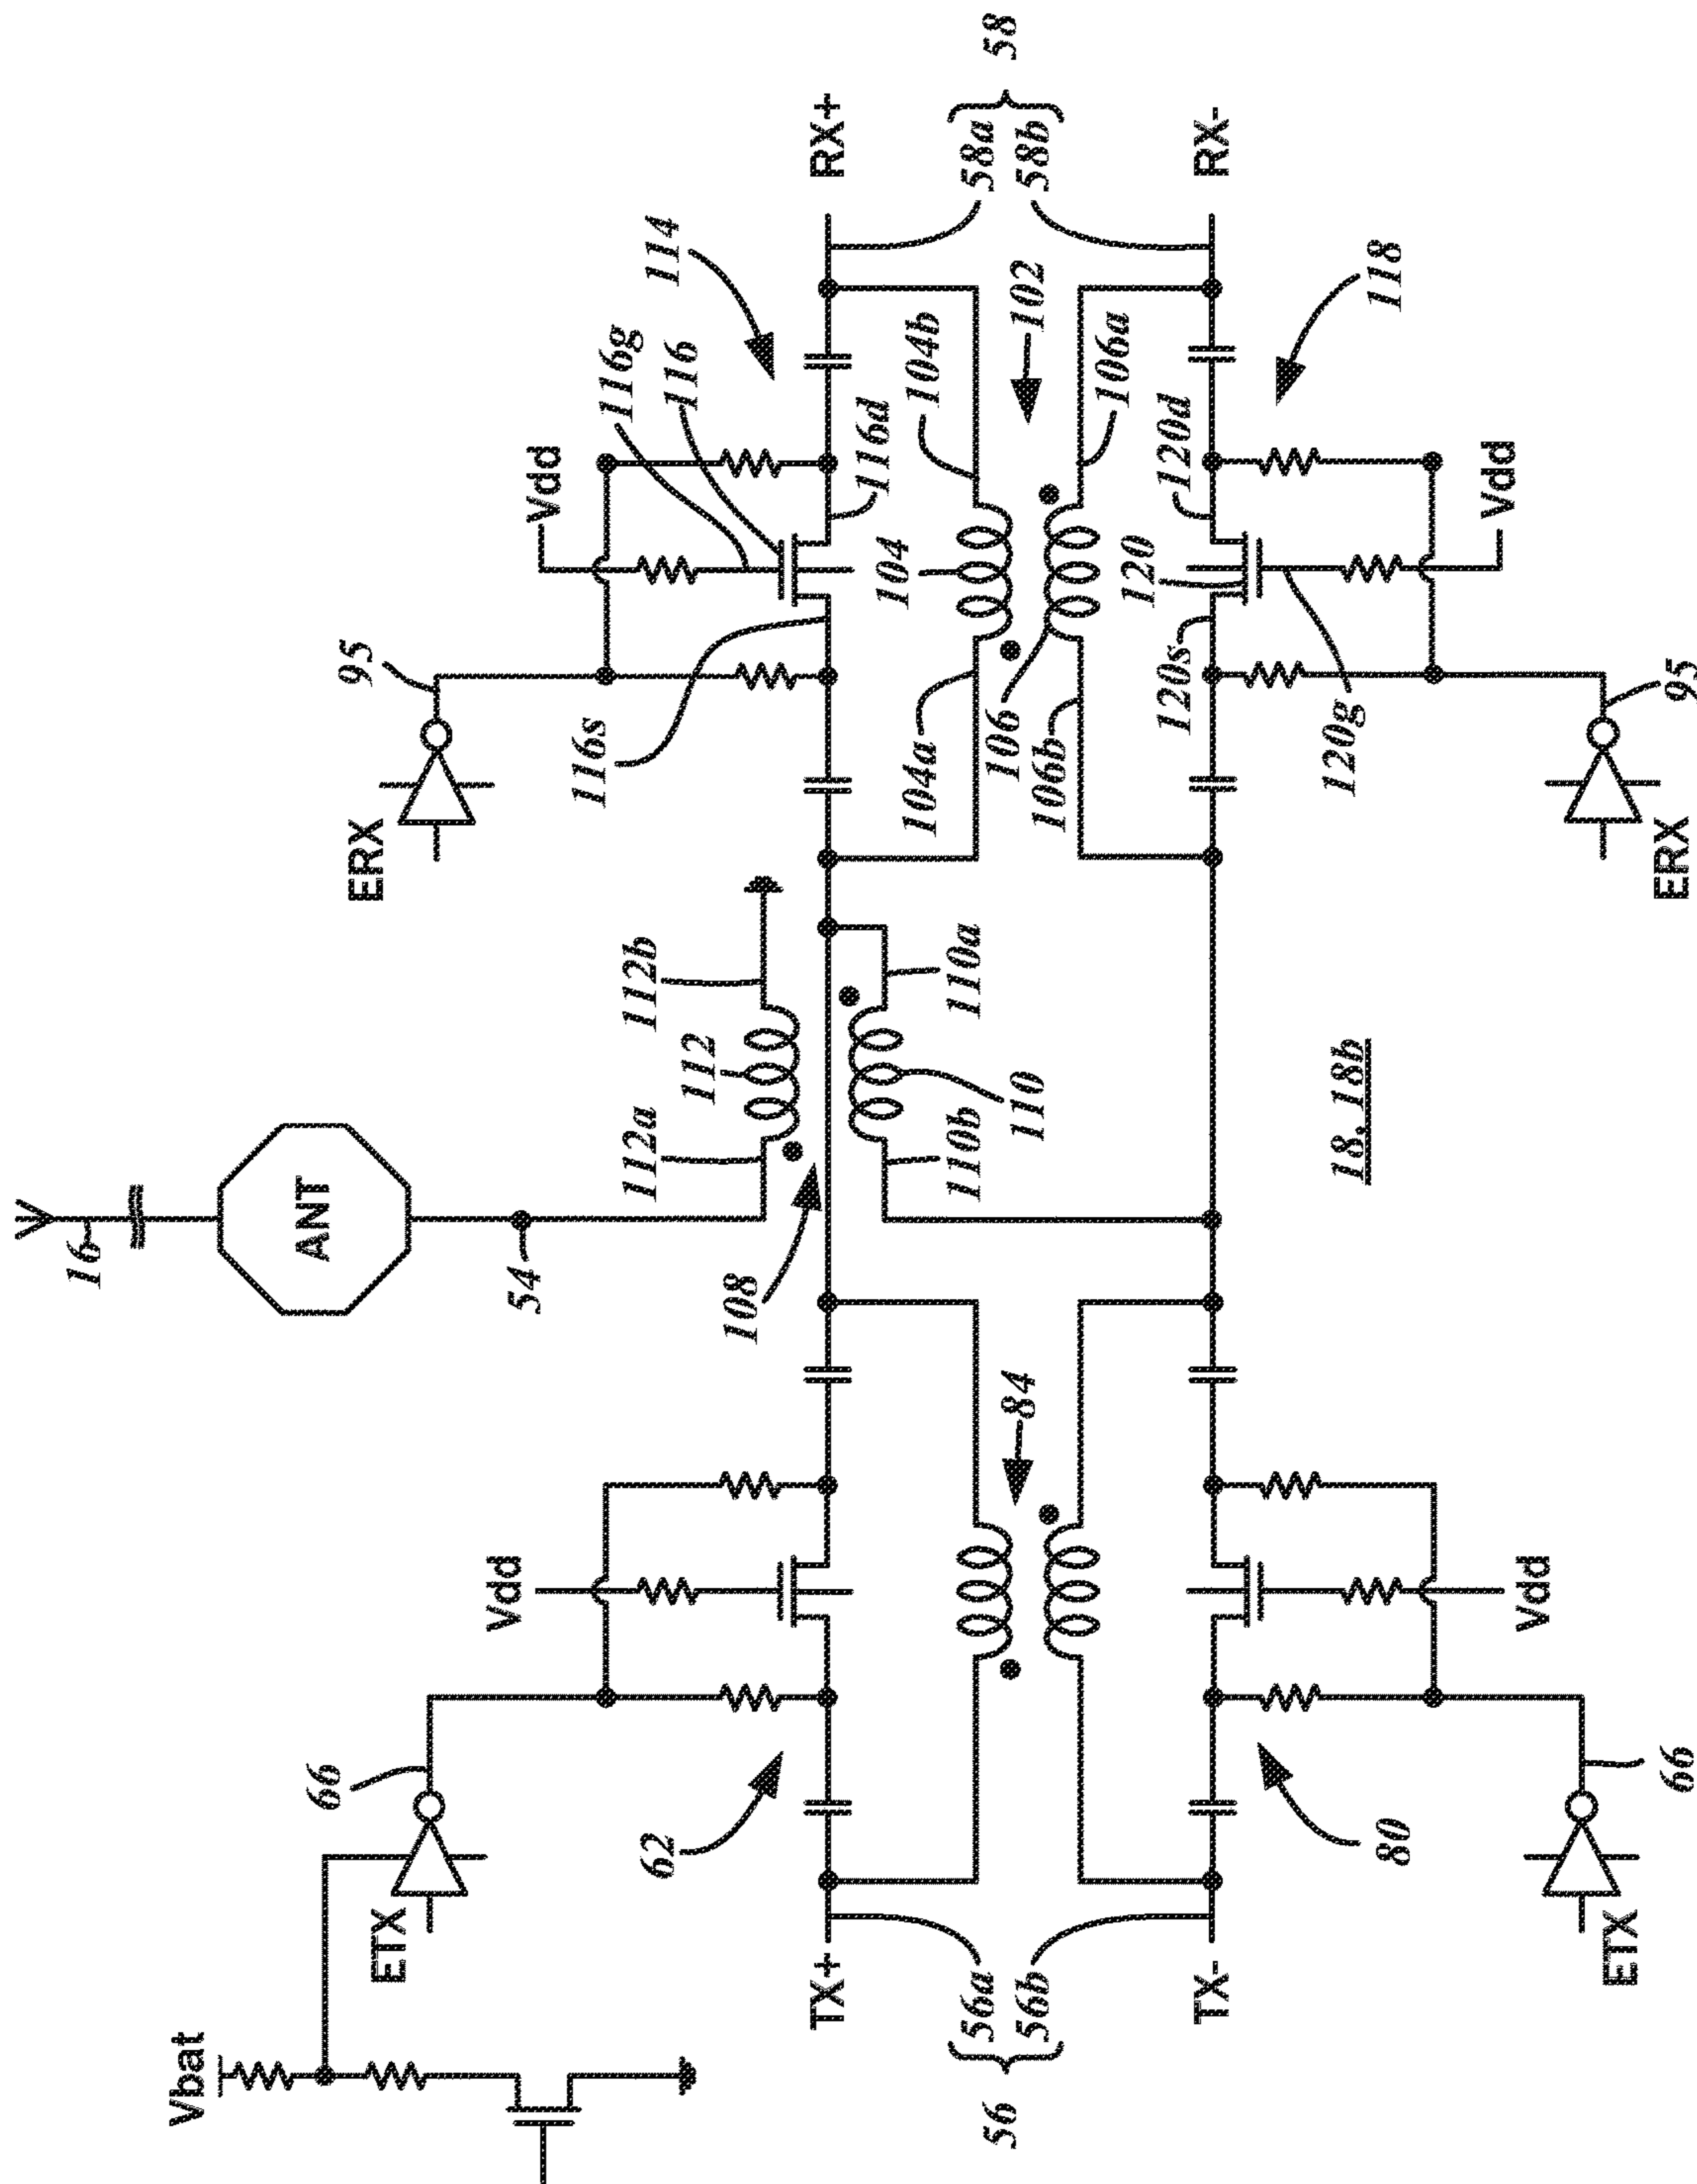 16
ANT
54
Vbat
ETX
66
Vdd
62
108
112a
112
112b
ERX
95
Vdd
116g
116
116s
116d
114
TX+
RX+
56
56a
56b
84
110b
110
110a
104a
104
104b
106
106b
106a
102
58a
58b
58
TX-
RX-
80
120s
120
120d
120g
118
ETX
66
Vdd
ERX
95
Vdd
18, 18b